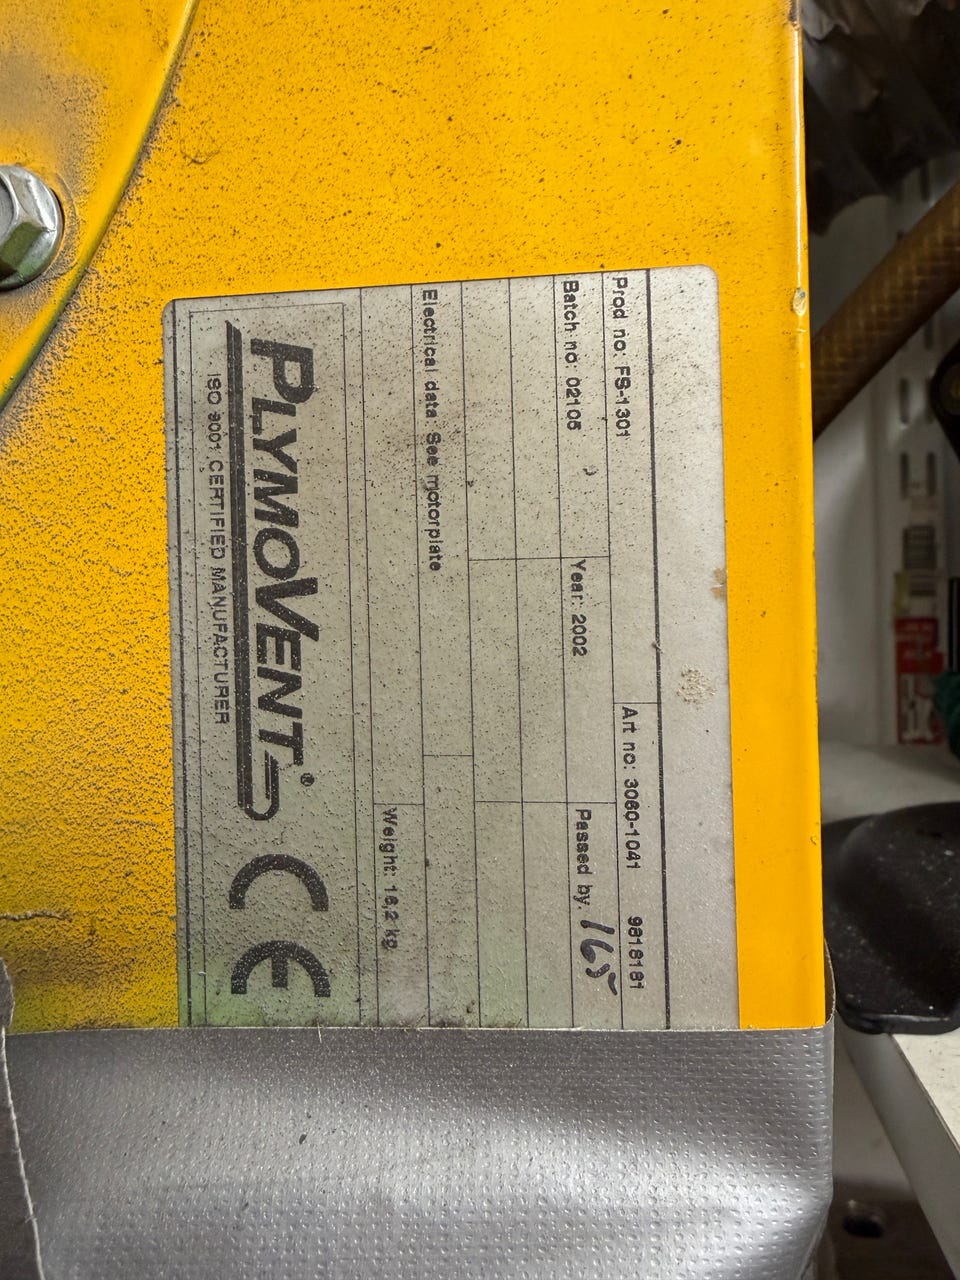 Prod no: FS-1301 Art no: 3060-1041 9818181
Batch no: 02105 Year: 2002 Passed by: 165
Electrical data: See motorplate
Weight: 16,2 kg
PLYMOVENT®
ISO 9001 CERTIFIED MANUFACTURER
CE